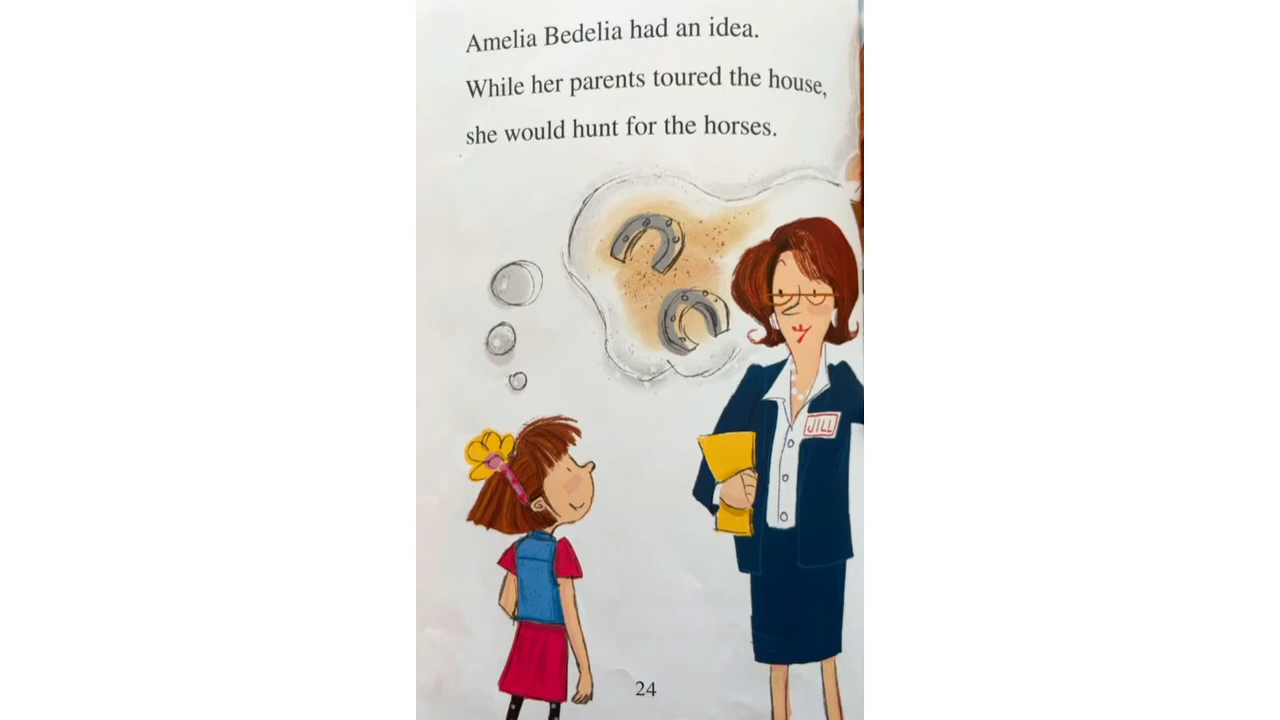 Amelia Bedelia had an idea.
While her parents toured the house,
she would hunt for the horses.
JILL
24